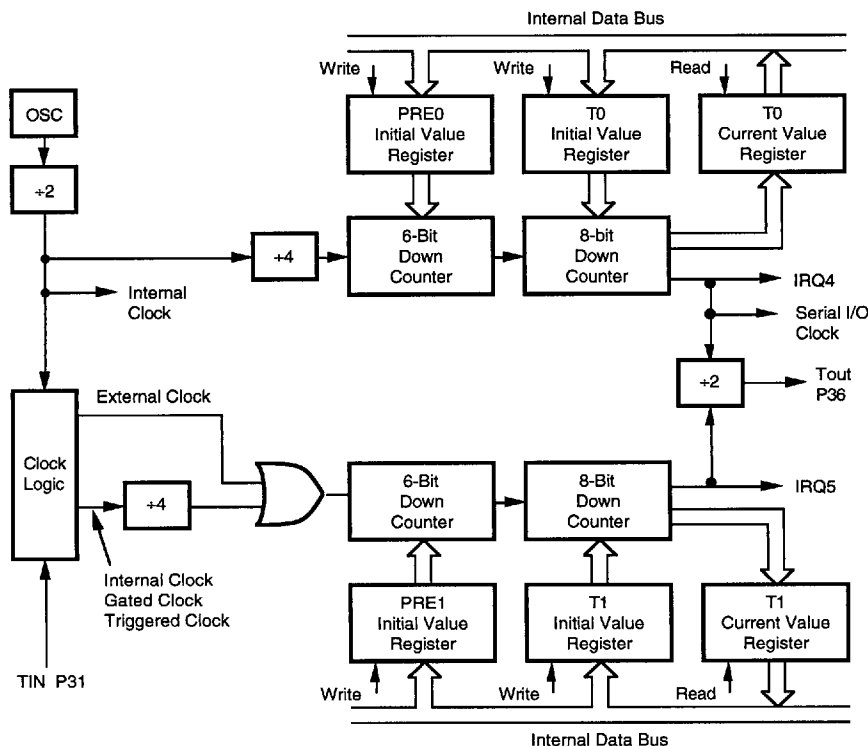 Internal Data Bus
Write
Write
Read
OSC
PRE0
Initial Value
Register
T0
Initial Value
Register
T0
Current Value
Register
÷2
÷4
6-Bit
Down
Counter
8-bit
Down
Counter
IRQ4
Internal
Clock
Serial I/O
Clock
÷2
Tout
P36
External Clock
Clock
Logic
÷4
6-Bit
Down
Counter
8-Bit
Down
Counter
IRQ5
Internal Clock
Gated Clock
Triggered Clock
PRE1
Initial Value
Register
T1
Initial Value
Register
T1
Current Value
Register
TIN P31
Write
Write
Read
Internal Data Bus